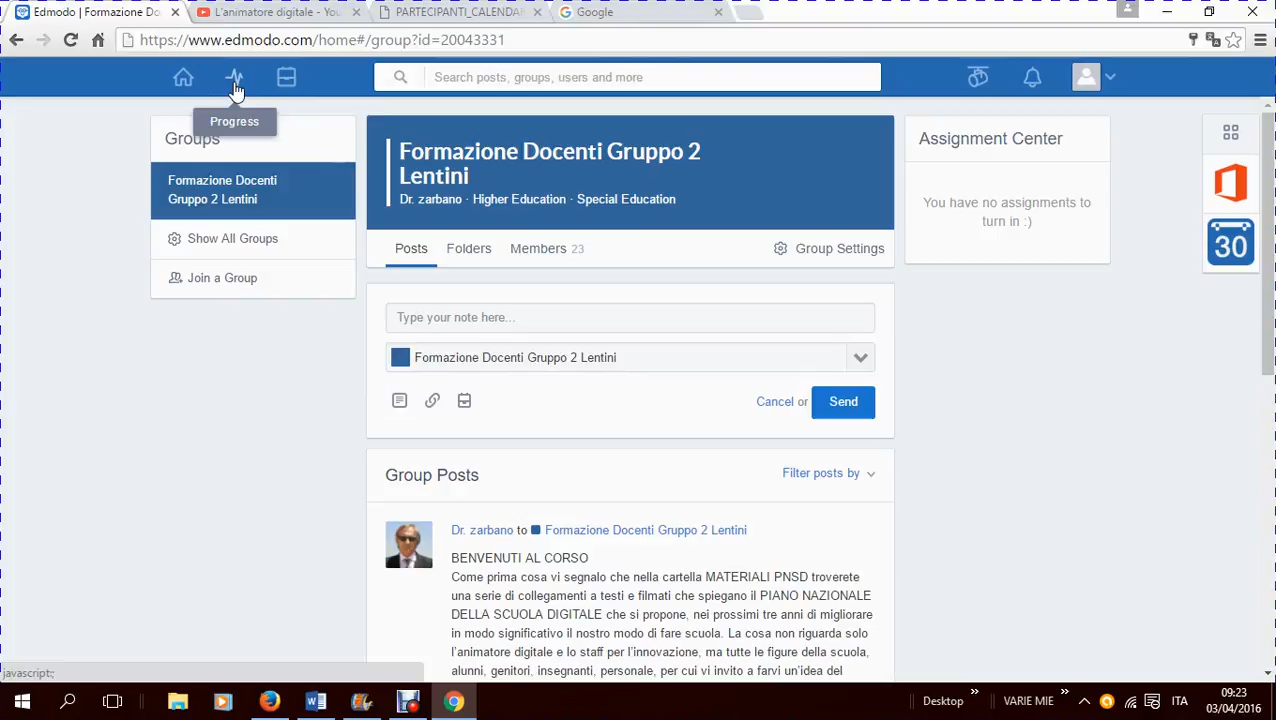 Edmodo | Formazione Do
L'animatore digitale - You
PARTECIPANTI_CALENDAR
Google
https://www.edmodo.com/home#/group?id=20043331
Search posts, groups, users and more
Progress
Groups
Formazione Docenti
Gruppo 2 Lentini
Show All Groups
Join a Group
Formazione Docenti Gruppo 2
Lentini
Dr. zarbano · Higher Education · Special Education
Posts
Folders
Members 23
Group Settings
Type your note here...
Formazione Docenti Gruppo 2 Lentini
Cancel or
Send
Group Posts
Filter posts by
Dr. zarbano to Formazione Docenti Gruppo 2 Lentini
BENVENUTI AL CORSO
Come prima cosa vi segnalo che nella cartella MATERIALI PNSD troverete
una serie di collegamenti a testi e filmati che spiegano il PIANO NAZIONALE
DELLA SCUOLA DIGITALE che si propone, nei prossimi tre anni di migliorare
in modo significativo il nostro modo di fare scuola. La cosa non riguarda solo
l'animatore digitale e lo staff per l'innovazione, ma tutte le figure della scuola,
alunni, genitori, insegnanti, personale, per cui vi invito a farvi un'idea del
Assignment Center
You have no assignments to
turn in :)
30
javascript:;
Desktop
VARIE MIE
ITA
09:23
03/04/2016